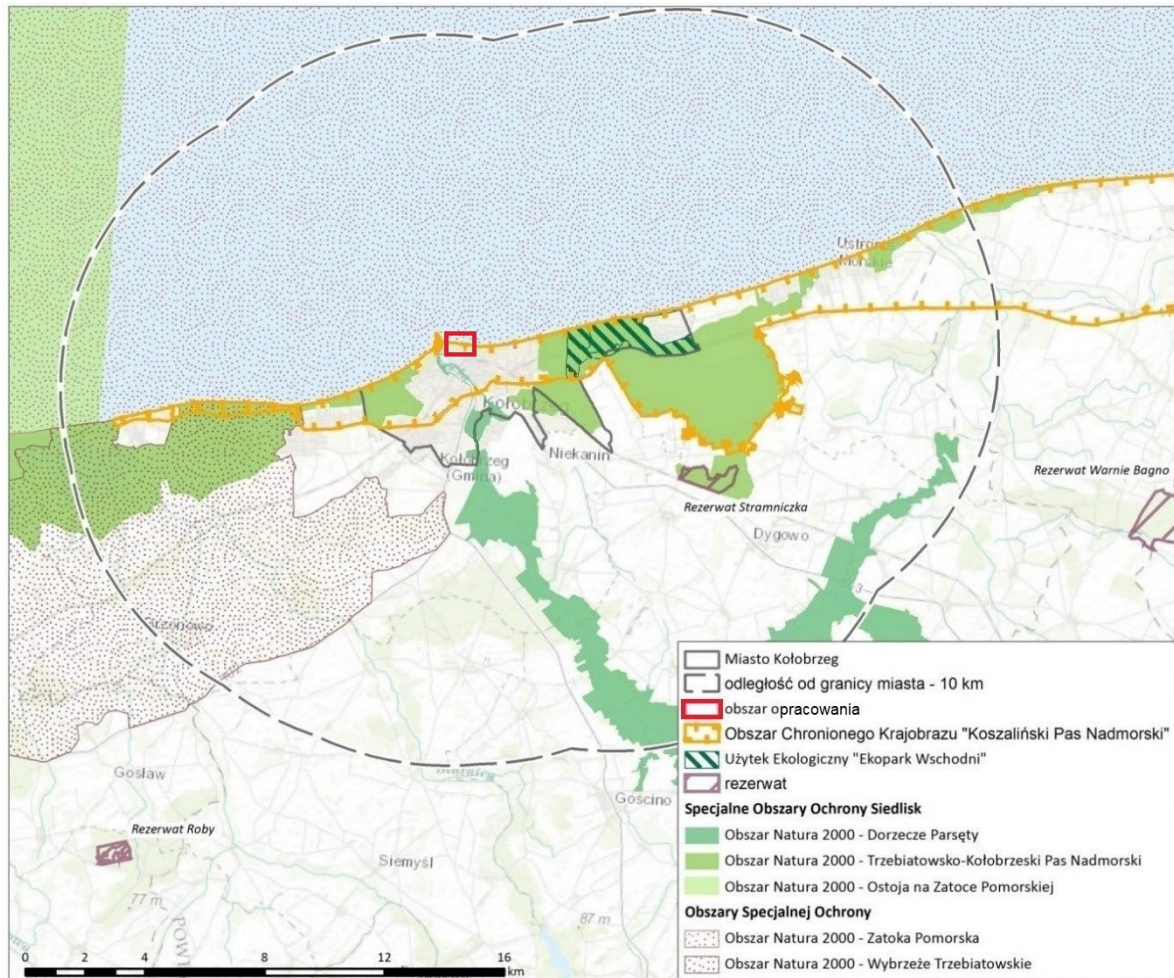 Ustronie
Morskie
Kołobrzeg
Kołobrzeg
(Gmina)
Niekanin
Rezerwat Warnie Bagno
Rezerwat Stramniczka
Dygowo
Gosław
Rezerwat Roby
Gościno
Siemyśl
77 m
87 m
Miasto Kołobrzeg
odległość od granicy miasta - 10 km
obszar opracowania
Obszar Chronionego Krajobrazu "Koszaliński Pas Nadmorski"
Użytek Ekologiczny "Ekopark Wschodni"
rezerwat
Specjalne Obszary Ochrony Siedlisk
Obszar Natura 2000 - Dorzecze Parsęty
Obszar Natura 2000 - Trzebiatowsko-Kołobrzeski Pas Nadmorski
Obszar Natura 2000 - Ostoja na Zatoce Pomorskiej
Obszary Specjalnej Ochrony
Obszar Natura 2000 - Zatoka Pomorska
Obszar Natura 2000 - Wybrzeże Trzebiatowskie
0 2 4 8 12 16
km